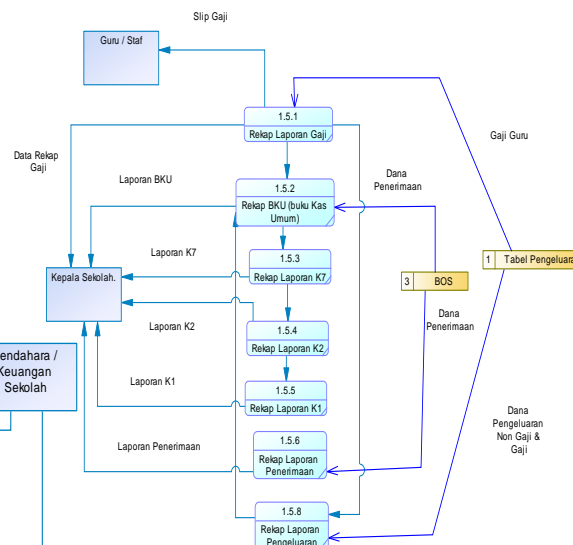 Slip Gaji
Guru / Staf
1.5.1
Rekap Laporan Gaji
Gaji Guru
Data Rekap
Gaji
Laporan BKU
Dana
Penerimaan
1.5.2
Rekap BKU (buku Kas
Umum)
Laporan K7
1.5.3
Rekap Laporan K7
1 Tabel Pengeluara
Kepala Sekolah.
3 BOS
Laporan K2
Dana
Penerimaan
1.5.4
Rekap Laporan K2
endahara /
Keuangan
Sekolah
Laporan K1
1.5.5
Rekap Laporan K1
Dana
Pengeluaran
Non Gaji &
Gaji
Laporan Penerimaan
1.5.6
Rekap Laporan
Penerimaan
1.5.8
Rekap Laporan
Pengeluaran